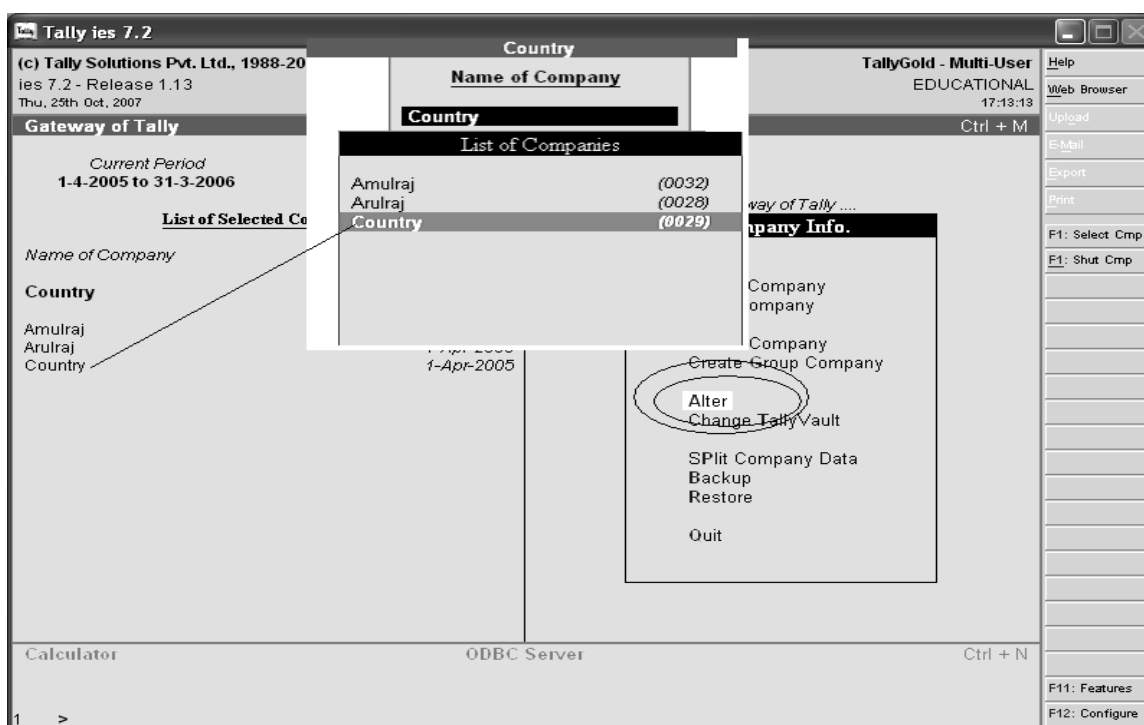 Tally ies 7.2
(c) Tally Solutions Pvt. Ltd., 1988-20
ies 7.2 - Release 1.13
Thu, 25th Oct, 2007
TallyGold - Multi-User
EDUCATIONAL
17:13:13
Gateway of Tally
Ctrl + M
Current Period
1-4-2005 to 31-3-2006
List of Selected Co
Name of Company
Country
Amulraj
Arulraj
Country
1-Apr-2005
Country
Name of Company
Country
List of Companies
Amulraj (0032)
Arulraj (0028)
Country (0029)
way of Tally ....
pany Info.
Company
ompany
Company
Create Group Company
Alter
Change TallyVault
SPlit Company Data
Backup
Restore
Quit
Help
Web Browser
Upload
E-Mail
Export
Print
F1: Select Cmp
F1: Shut Cmp
F11: Features
F12: Configure
Calculator
ODBC Server
Ctrl + N
1 >